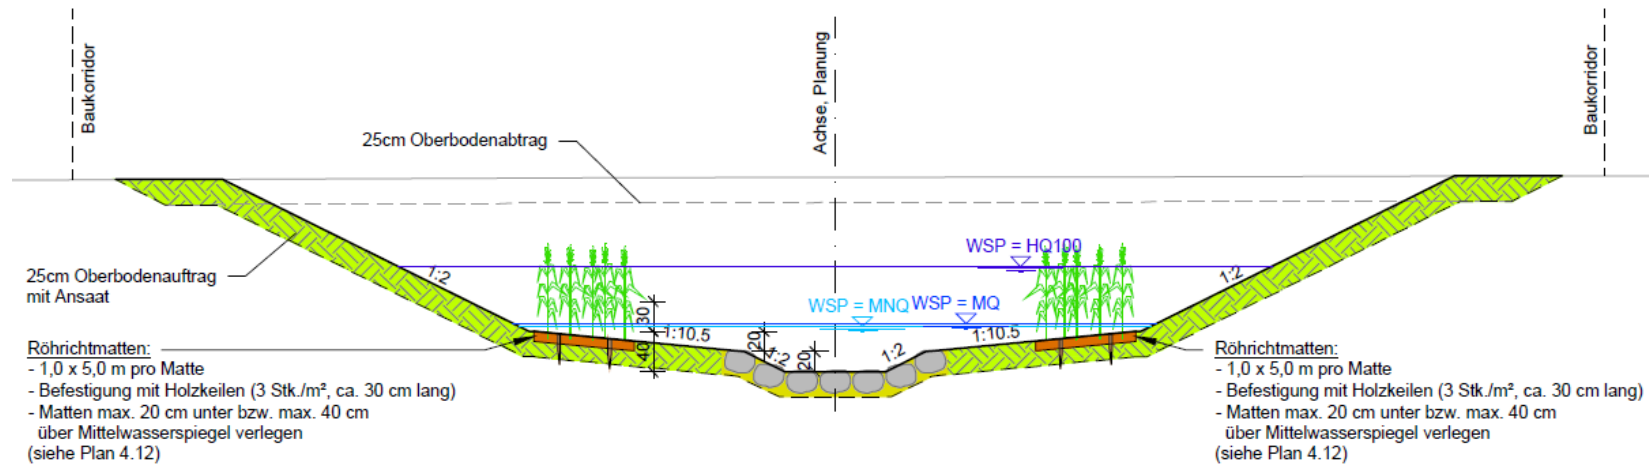 Baukorridor
Achse, Planung
Baukorridor
25cm Oberbodenabtrag
WSP = HQ100
25cm Oberbodenauftrag
mit Ansaat
1:2
1:2
WSP = MNQ
WSP = MQ
30
40
1:10.5
20
1:2
20
1:2
1:10.5
Röhrichtmatten:
- 1,0 x 5,0 m pro Matte
- Befestigung mit Holzkeilen (3 Stk./m², ca. 30 cm lang)
- Matten max. 20 cm unter bzw. max. 40 cm
über Mittelwasserspiegel verlegen
(siehe Plan 4.12)
Röhrichtmatten:
- 1,0 x 5,0 m pro Matte
- Befestigung mit Holzkeilen (3 Stk./m², ca. 30 cm lang)
- Matten max. 20 cm unter bzw. max. 40 cm
über Mittelwasserspiegel verlegen
(siehe Plan 4.12)